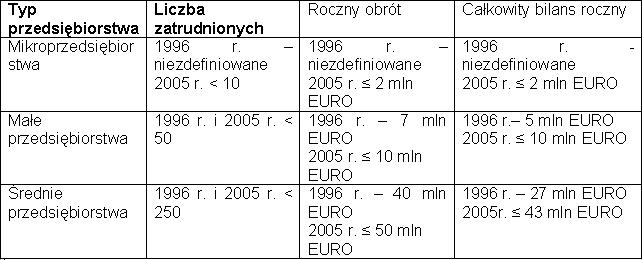 Typ
przedsiębiorstwa
Liczba
zatrudnionych
Roczny obrót
Całkowity bilans roczny
Mikroprzedsiębior
stwa
1996 r. –
niezdefiniowane
2005 r. < 10
1996 r. –
niezdefiniowane
2005 r. ≤ 2 mln
EURO
1996 r. -
niezdefiniowane
2005 r. ≤ 2 mln EURO
Małe
przedsiębiorstwa
1996 r. i 2005 r. <
50
1996 r. – 7 mln
EURO
2005 r. ≤ 10 mln
EURO
1996 r.– 5 mln EURO
2005 r. ≤ 10 mln EURO
Średnie
przedsiębiorstwa
1996 r. i 2005 r. <
250
1996 r. – 40 mln
EURO
2005 r. ≤ 50 mln
EURO
1996 r. – 27 mln EURO
2005r. ≤ 43 mln EURO